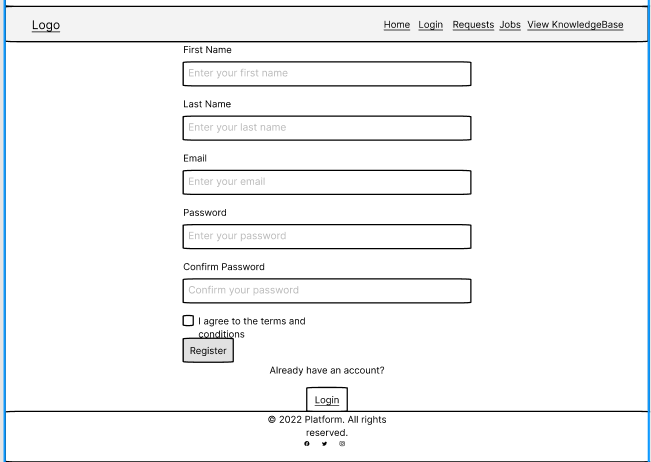 Logo
Home Login Requests Jobs View KnowledgeBase
First Name
Enter your first name
Last Name
Enter your last name
Email
Enter your email
Password
Enter your password
Confirm Password
Confirm your password
I agree to the terms and
conditions
Register
Already have an account?
Login
© 2022 Platform. All rights
reserved.